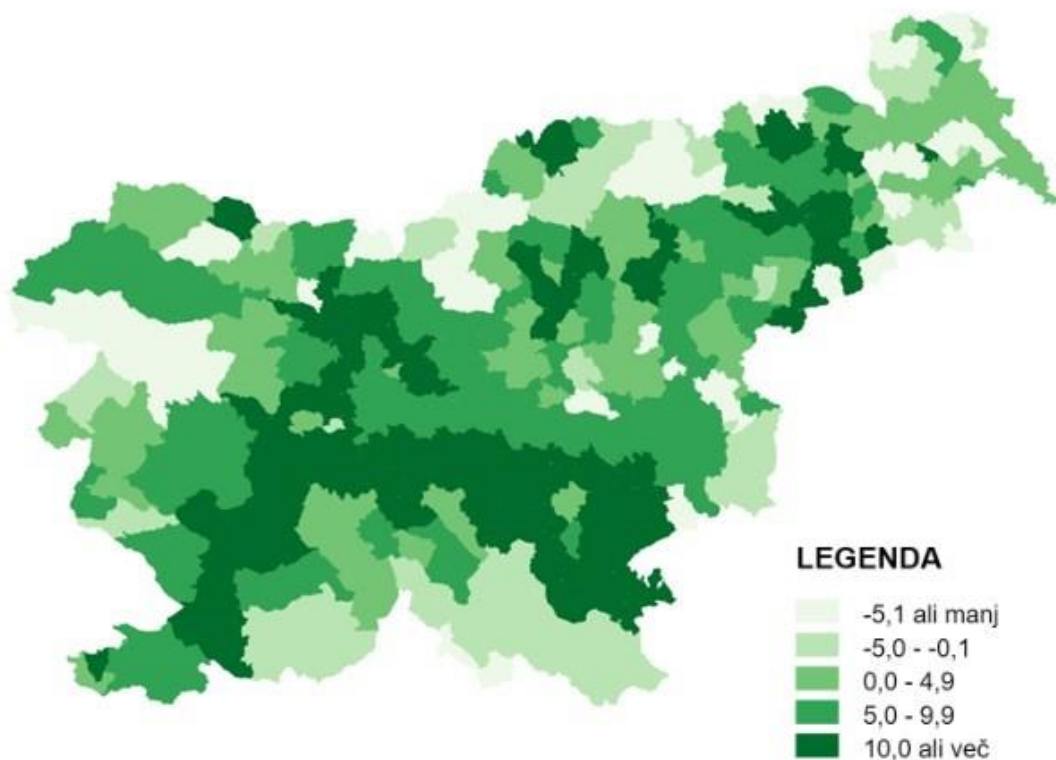 LEGENDA
-5,1 ali manj
-5,0 - -0,1
0,0 - 4,9
5,0 - 9,9
10,0 ali več